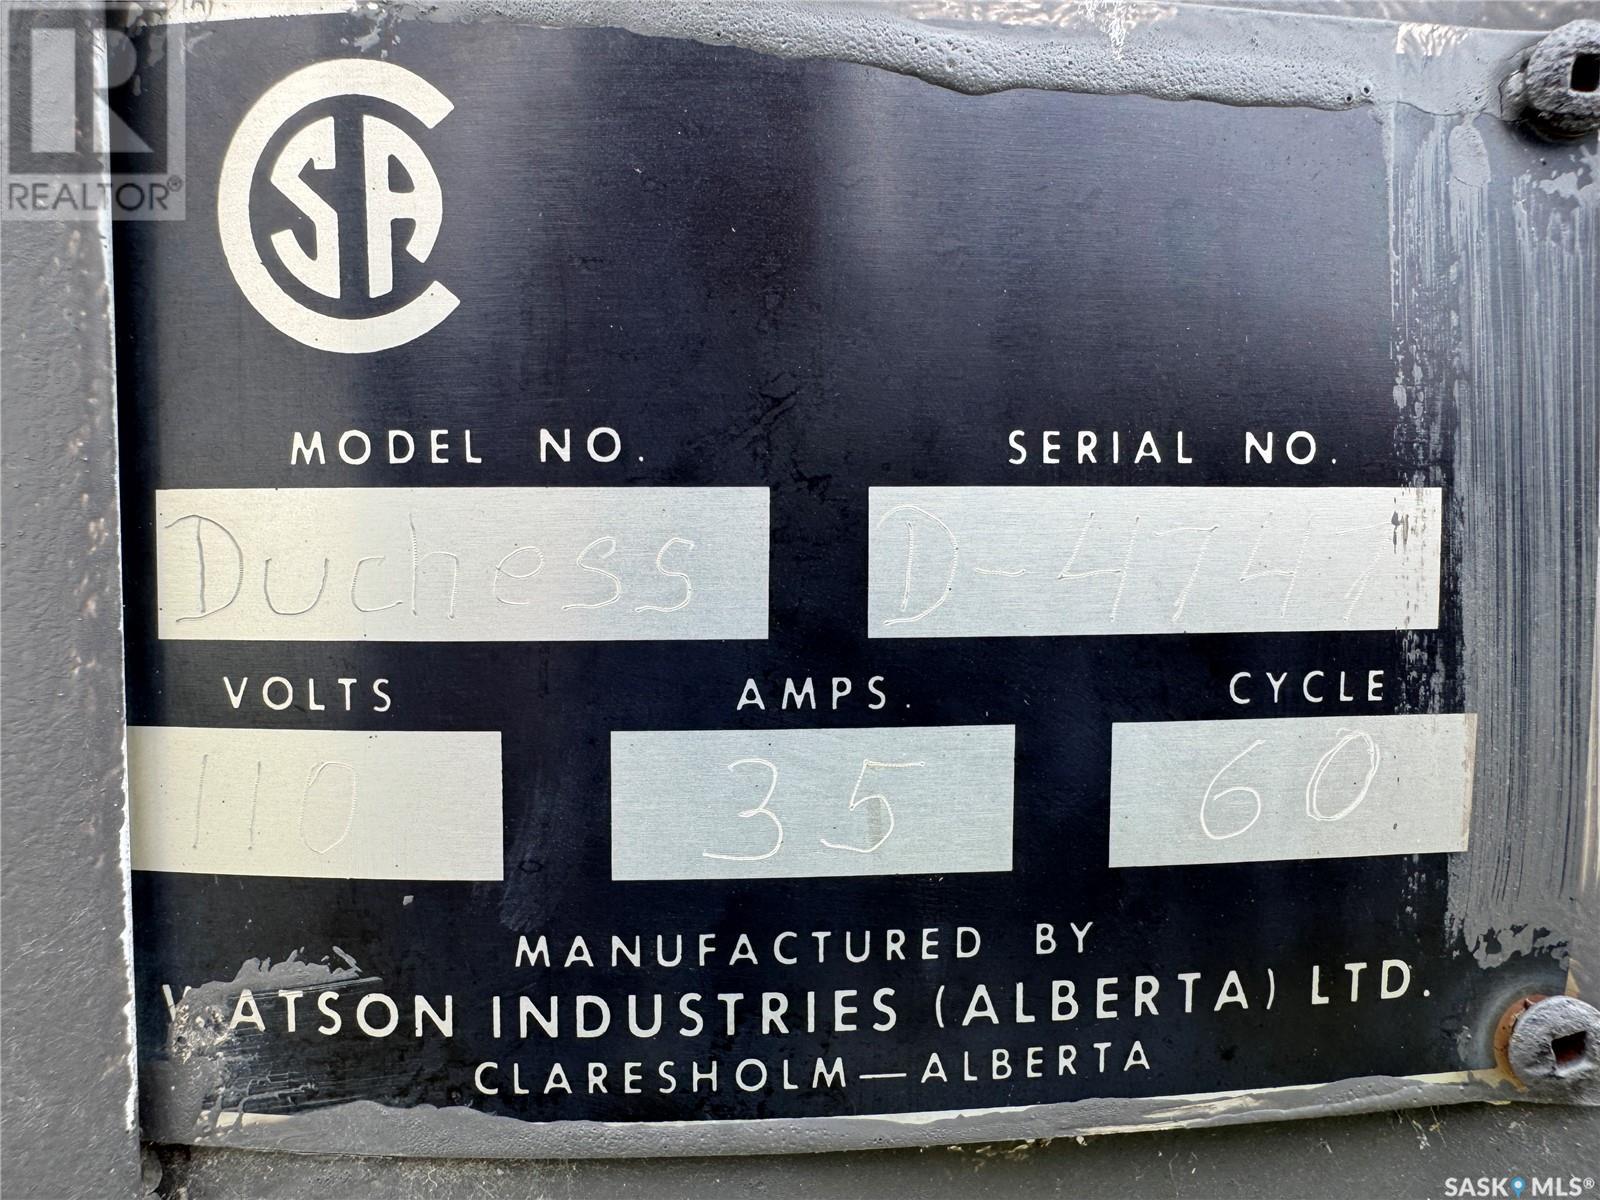 REALTOR®
CSA
MODEL NO. SERIAL NO.
Duchess D-4747
VOLTS AMPS. CYCLE
110 35 60
MANUFACTURED BY
WATSON INDUSTRIES (ALBERTA) LTD.
CLARESHOLM—ALBERTA
SASK MLS®